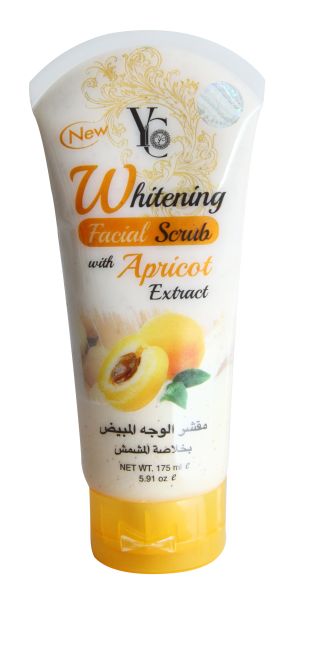 New
YC
Whitening
Facial Scrub
with Apricot
Extract
مقشر الوجه المبيض
بخلاصة المشمش
NET WT. 175 ml e
5.91 oz e